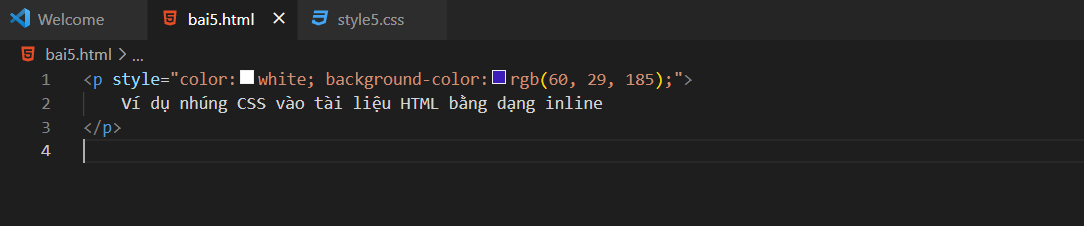 Welcome bai5.html × style5.css
bai5.html > ...
1 <p style="color: white; background-color: rgb(60, 29, 185);">
2 Ví dụ nhúng CSS vào tài liệu HTML bằng dạng inline
3 </p>
4